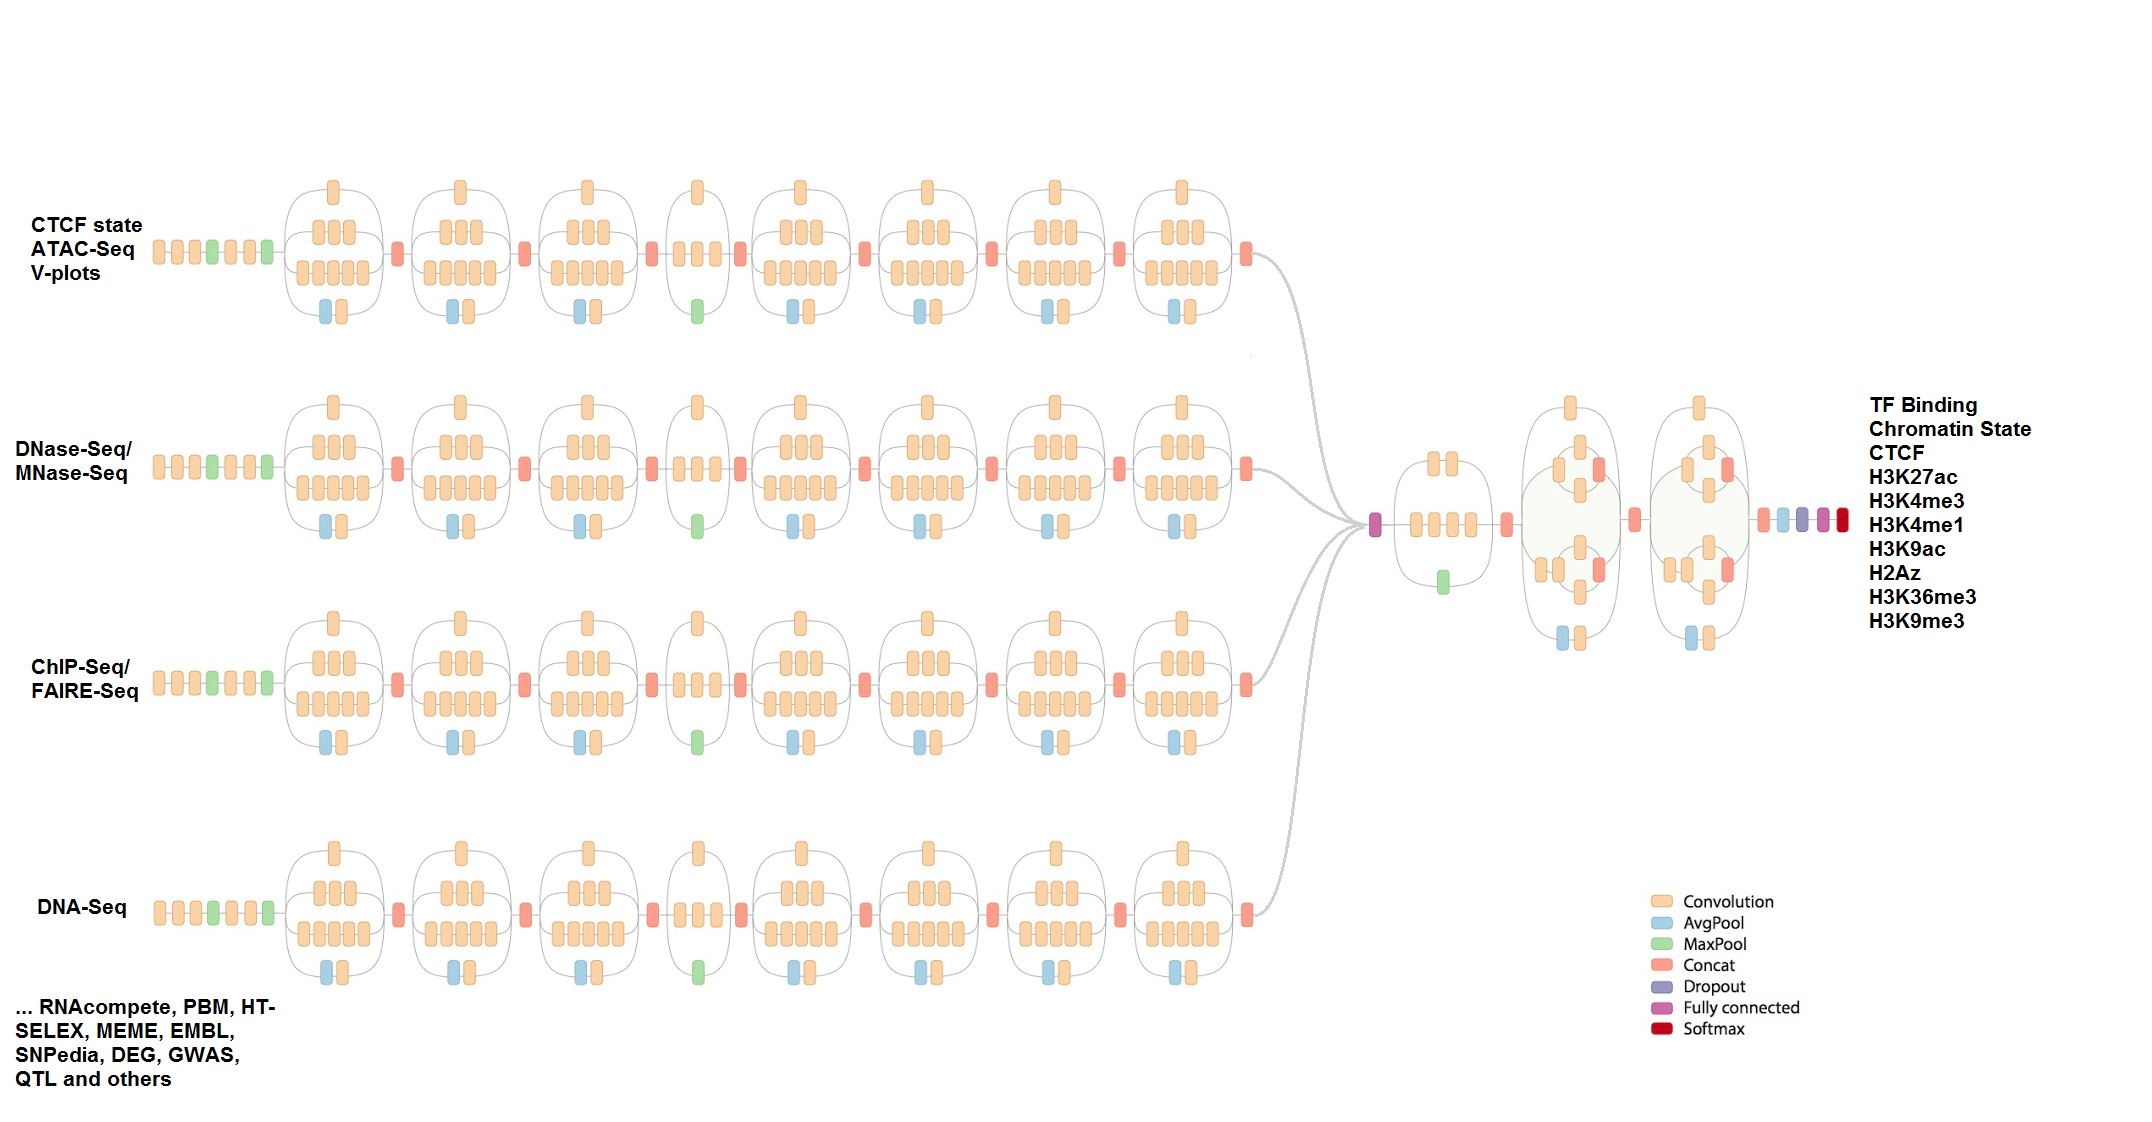 CTCF state
ATAC-Seq
V-plots
DNase-Seq/
MNase-Seq
ChIP-Seq/
FAIRE-Seq
DNA-Seq
... RNAcompete, PBM, HT-
SELEX, MEME, EMBL,
SNPedia, DEG, GWAS,
QTL and others
TF Binding
Chromatin State
CTCF
H3K27ac
H3K4me3
H3K4me1
H3K9ac
H2Az
H3K36me3
H3K9me3
Convolution
AvgPool
MaxPool
Concat
Dropout
Fully connected
Softmax